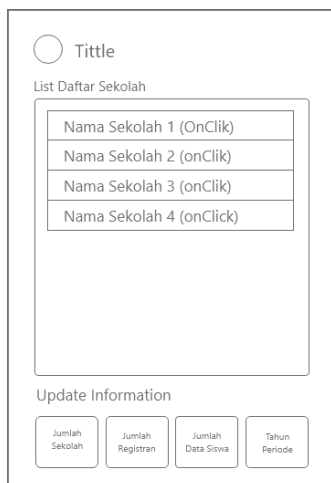 Tittle
List Daftar Sekolah
Nama Sekolah 1 (OnClik)
Nama Sekolah 2 (onClik)
Nama Sekolah 3 (onClik)
Nama Sekolah 4 (onClick)
Update Information
Jumlah
Sekolah
Jumlah
Registran
Jumlah
Data Siswa
Tahun
Periode